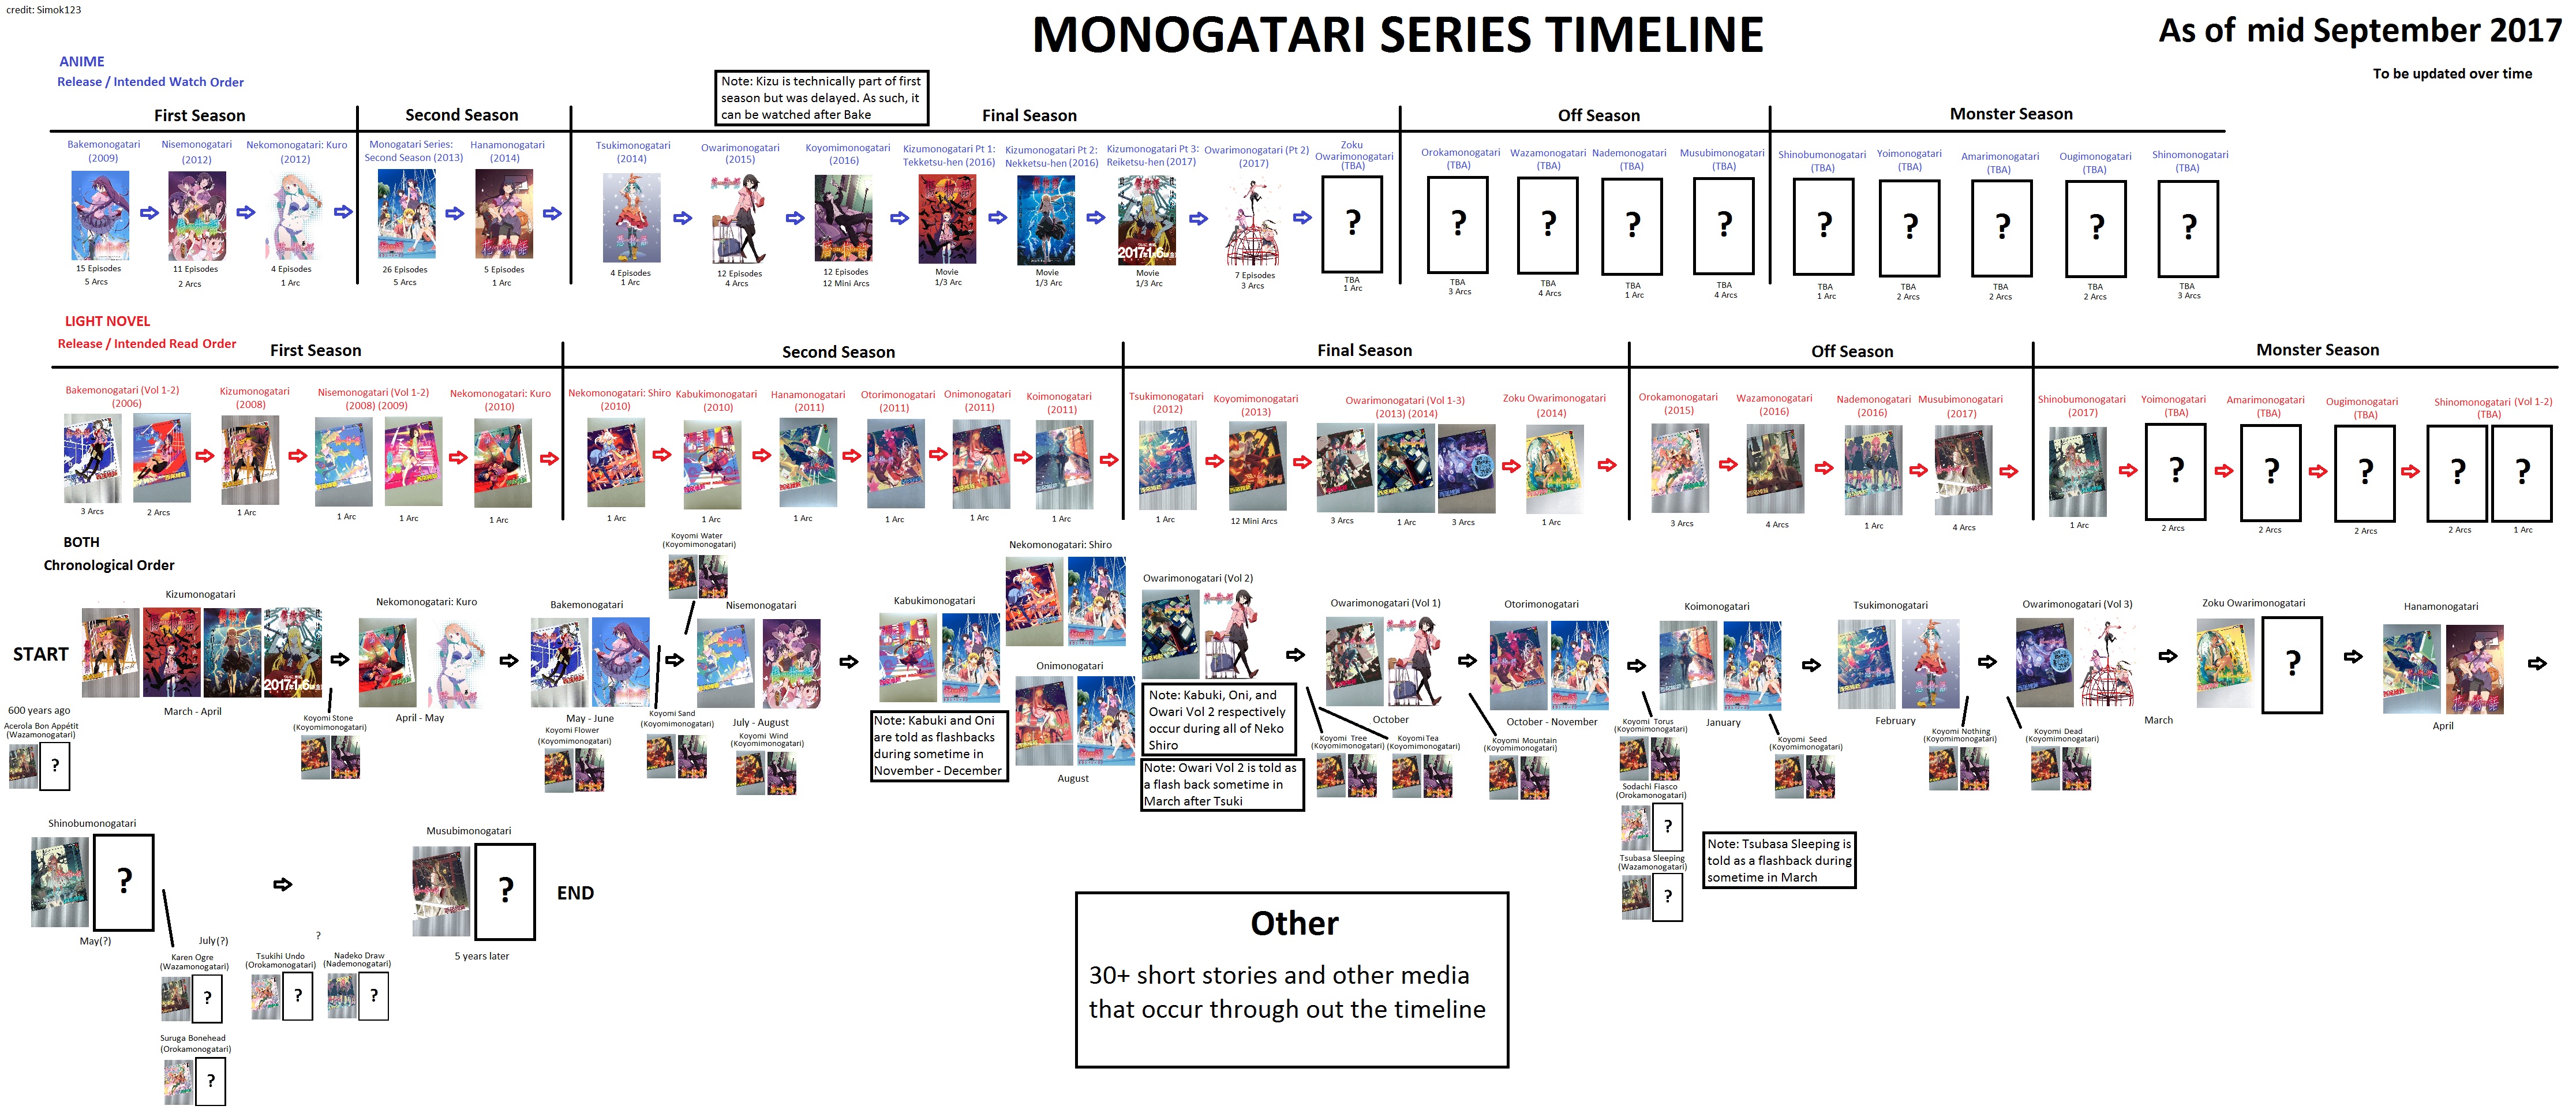 credit: Simok123
MONOGATARI SERIES TIMELINE
As of mid September 2017
To be updated over time
ANIME
Release / Intended Watch Order
Note: Kizu is technically part of first
season but was delayed. As such, it
can be watched after Bake
First Season
Second Season
Final Season
Off Season
Monster Season
Bakemonogatari
(2009)
15 Episodes
5 Arcs
Nisemonogatari
(2012)
11 Episodes
2 Arcs
Nekomonogatari: Kuro
(2012)
4 Episodes
1 Arc
Monogatari Series:
Second Season (2013)
26 Episodes
5 Arcs
Hanamonogatari
(2014)
5 Episodes
1 Arc
Tsukimonogatari
(2014)
4 Episodes
1 Arc
Owarimonogatari
(2015)
12 Episodes
4 Arcs
Koyomimonogatari
(2016)
12 Episodes
12 Mini Arcs
Kizumonogatari Pt 1:
Tekketsu-hen (2016)
Movie
1/3 Arc
Kizumonogatari Pt 2:
Nekketsu-hen (2016)
Movie
1/3 Arc
Kizumonogatari Pt 3:
Reiketsu-hen (2017)
2017 1.6
Movie
1/3 Arc
Owarimonogatari (Pt 2)
(2017)
7 Episodes
3 Arcs
Zoku
Owarimonogatari
(TBA)
?
TBA
1 Arc
Orokamonogatari
(TBA)
?
TBA
3 Arcs
Wazamonogatari
(TBA)
?
TBA
4 Arcs
Nademonogatari
(TBA)
?
TBA
1 Arc
Musubimonogatari
(TBA)
?
TBA
4 Arcs
Shinobumonogatari
(TBA)
?
TBA
1 Arc
Yoimonogatari
(TBA)
?
TBA
2 Arcs
Amarimonogatari
(TBA)
?
TBA
2 Arcs
Ougimonogatari
(TBA)
?
TBA
2 Arcs
Shinomonogatari
(TBA)
?
TBA
3 Arcs
LIGHT NOVEL
Release / Intended Read Order
First Season
Second Season
Final Season
Off Season
Monster Season
Bakemonogatari (Vol 1-2)
(2006)
3 Arcs
2 Arcs
Kizumonogatari
(2008)
1 Arc
Nisemonogatari (Vol 1-2)
(2008) (2009)
1 Arc
1 Arc
Nekomonogatari: Kuro
(2010)
1 Arc
Nekomonogatari: Shiro
(2010)
1 Arc
Kabukimonogatari
(2010)
1 Arc
Hanamonogatari
(2011)
1 Arc
Otorimonogatari
(2011)
1 Arc
Onimonogatari
(2011)
1 Arc
Koimonogatari
(2011)
1 Arc
Tsukimonogatari
(2012)
1 Arc
Koyomimonogatari
(2013)
12 Mini Arcs
Owarimonogatari (Vol 1-3)
(2013) (2014)
3 Arcs
1 Arc
3 Arcs
Zoku Owarimonogatari
(2014)
1 Arc
Orokamonogatari
(2015)
3 Arcs
Wazamonogatari
(2016)
4 Arcs
Nademonogatari
(2016)
1 Arc
Musubimonogatari
(2017)
4 Arcs
Shinobumonogatari
(2017)
1 Arc
Yoimonogatari
(TBA)
?
2 Arcs
Amarimonogatari
(TBA)
?
2 Arcs
Ougimonogatari
(TBA)
?
2 Arcs
Shinomonogatari (Vol 1-2)
(TBA)
?
?
2 Arcs
1 Arc
BOTH
Chronological Order
START
600 years ago
Acerola Bon Appétit
(Wazamonogatari)
?
Kizumonogatari
2017 1.6
March - April
Koyomi Stone
(Koyomimonogatari)
Nekomonogatari: Kuro
April - May
Bakemonogatari
May - June
Koyomi Flower
(Koyomimonogatari)
Koyomi Water
(Koyomimonogatari)
Koyomi Sand
(Koyomimonogatari)
Nisemonogatari
July - August
Koyomi Wind
(Koyomimonogatari)
Kabukimonogatari
Note: Kabuki and Oni
are told as flashbacks
during sometime in
November - December
Nekomonogatari: Shiro
Onimonogatari
August
Owarimonogatari (Vol 2)
Note: Kabuki, Oni, and
Owari Vol 2 respectively
occur during all of Neko
Shiro
Note: Owari Vol 2 is told as
a flash back sometime in
March after Tsuki
Owarimonogatari (Vol 1)
October
Koyomi Tree
(Koyomimonogatari)
Koyomi Tea
(Koyomimonogatari)
Otorimonogatari
October - November
Koyomi Mountain
(Koyomimonogatari)
Koyomi Torus
(Koyomimonogatari)
Sodachi Fiasco
(Orokamonogatari)
?
Tsubasa Sleeping
(Wazamonogatari)
?
Note: Tsubasa Sleeping is
told as a flashback during
sometime in March
Koimonogatari
January
Koyomi Seed
(Koyomimonogatari)
Tsukimonogatari
February
Koyomi Nothing
(Koyomimonogatari)
Owarimonogatari (Vol 3)
Koyomi Dead
(Koyomimonogatari)
March
Zoku Owarimonogatari
?
Hanamonogatari
April
Shinobumonogatari
?
May(?)
July(?)
Karen Ogre
(Wazamonogatari)
?
Suruga Bonehead
(Orokamonogatari)
?
?
Tsukihi Undo
(Orokamonogatari)
?
Nadeko Draw
(Nademonogatari)
?
Musubimonogatari
?
5 years later
END
Other
30+ short stories and other media
that occur through out the timeline